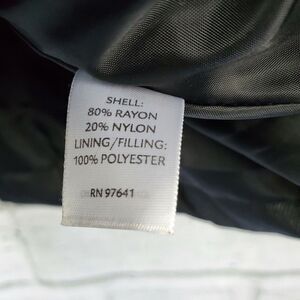 SHELL:
80% RAYON
20% NYLON
LINING/FILLING:
100% POLYESTER
RN 97641